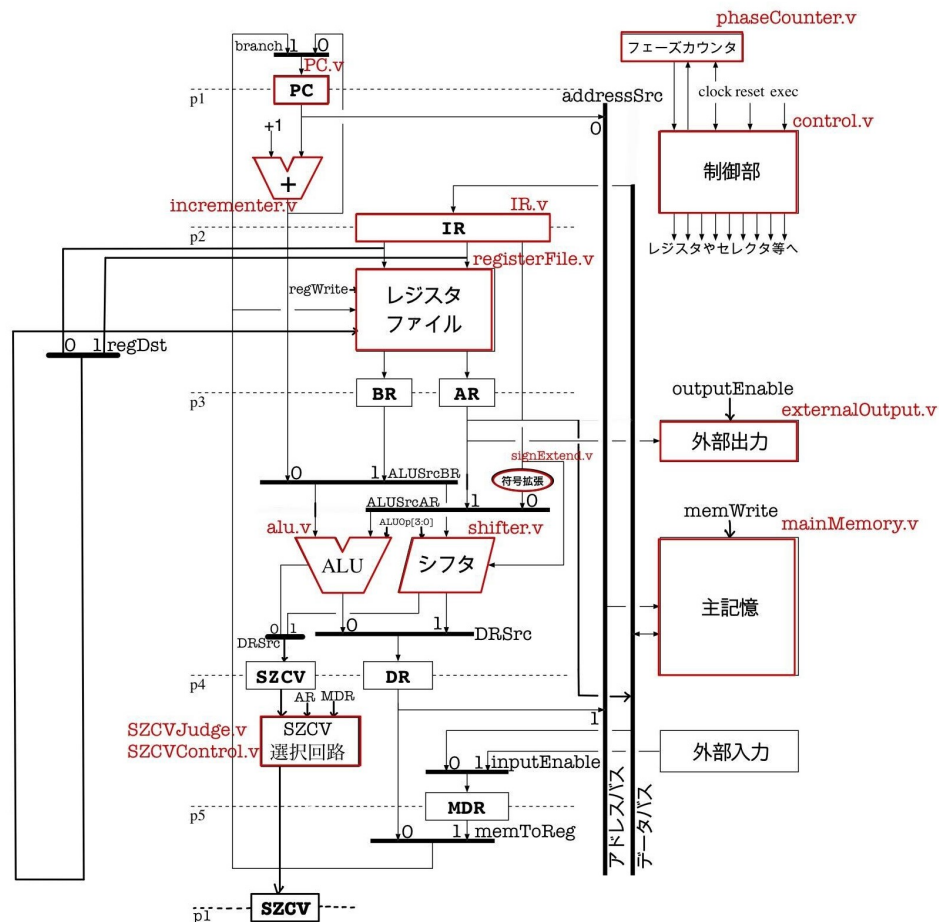 phaseCounter.v
フェーズカウンタ
branch 1 0
PC.v
PC
p1
addressSrc
clock reset exec
control.v
+1
0
制御部
+
incrementer.v
IR.v
IR
p2
レジスタやセレクタ等へ
registerFile.v
regWrite
レジスタ
ファイル
0 1 regDst
BR
AR
p3
outputEnable
externalOutput.v
外部出力
signExtend.v
0 1 ALUSrcBR
符号拡張
ALUSrcAR 1 0
memWrite
ALUOp[3:0]
alu.v
shifter.v
mainMemory.v
ALU
シフタ
主記憶
0 1
DRSrc
0 1 DRSrc
SZCV
DR
p4
AR MDR
1
SZCVJudge.v
SZCVControl.v
SZCV
選択回路
外部入力
0 1 inputEnable
アドレスバス
データバス
MDR
p5
0 1 memToReg
SZCV
p1